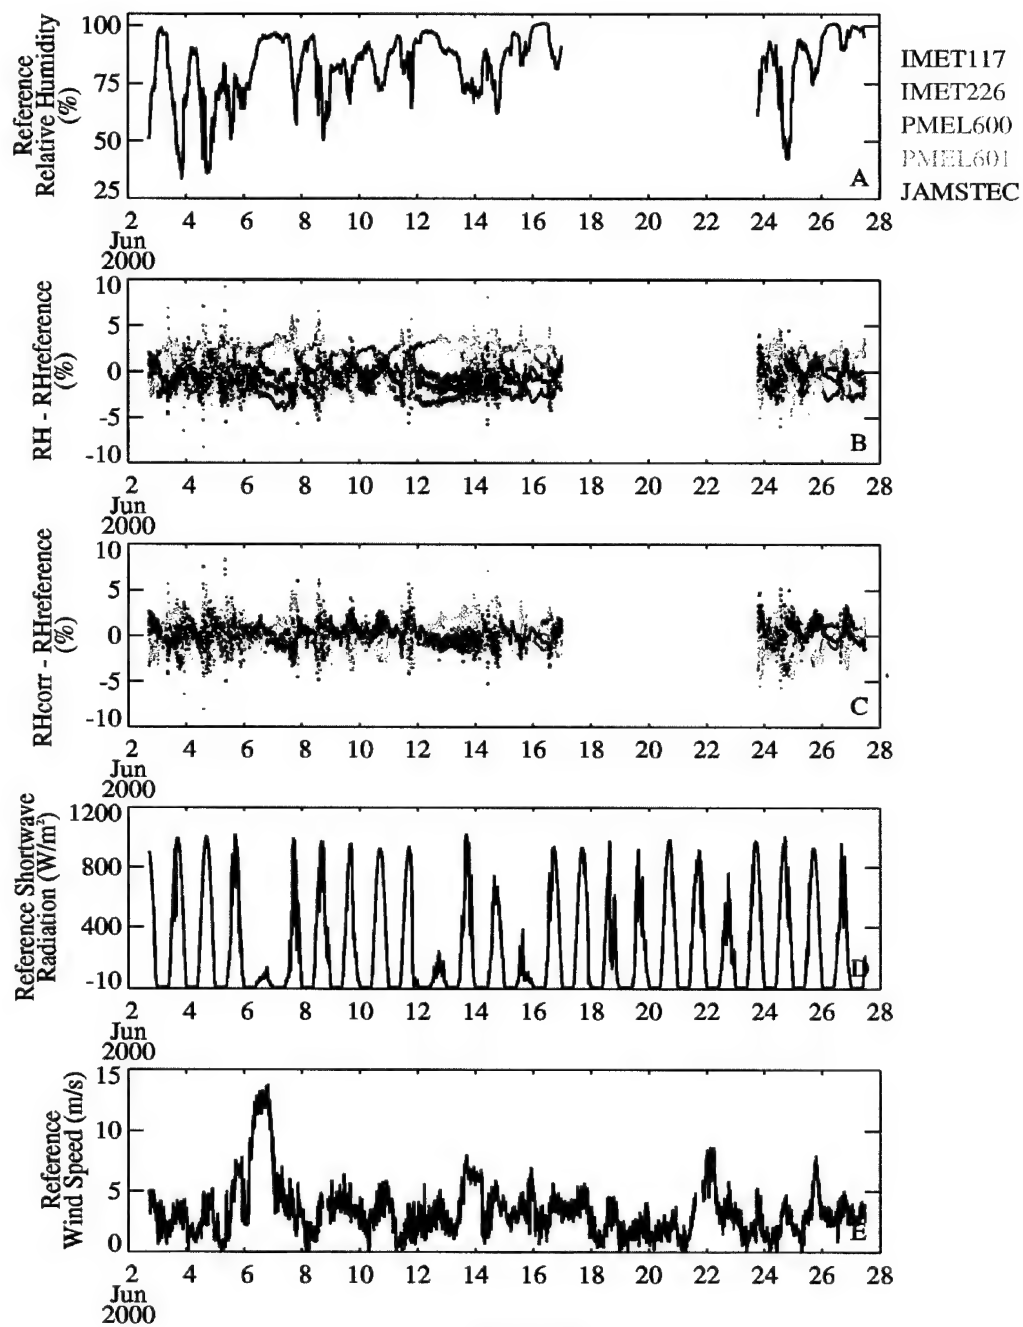 Reference
Relative Humidity
(%)
100
75
50
25
A
2 4 6 8 10 12 14 16 18 20 22 24 26 28
Jun
2000
IMET117
IMET226
PMEL600
PMEL601
JAMSTEC
RH - RHreference
(%)
10
5
0
-5
-10
B
2 4 6 8 10 12 14 16 18 20 22 24 26 28
Jun
2000
RHcorr - RHreference
(%)
10
5
0
-5
-10
C
2 4 6 8 10 12 14 16 18 20 22 24 26 28
Jun
2000
Reference Shortwave
Radiation (W/m²)
1200
800
400
-10
D
2 4 6 8 10 12 14 16 18 20 22 24 26 28
Jun
2000
Reference
Wind Speed (m/s)
15
10
5
0
E
2 4 6 8 10 12 14 16 18 20 22 24 26 28
Jun
2000